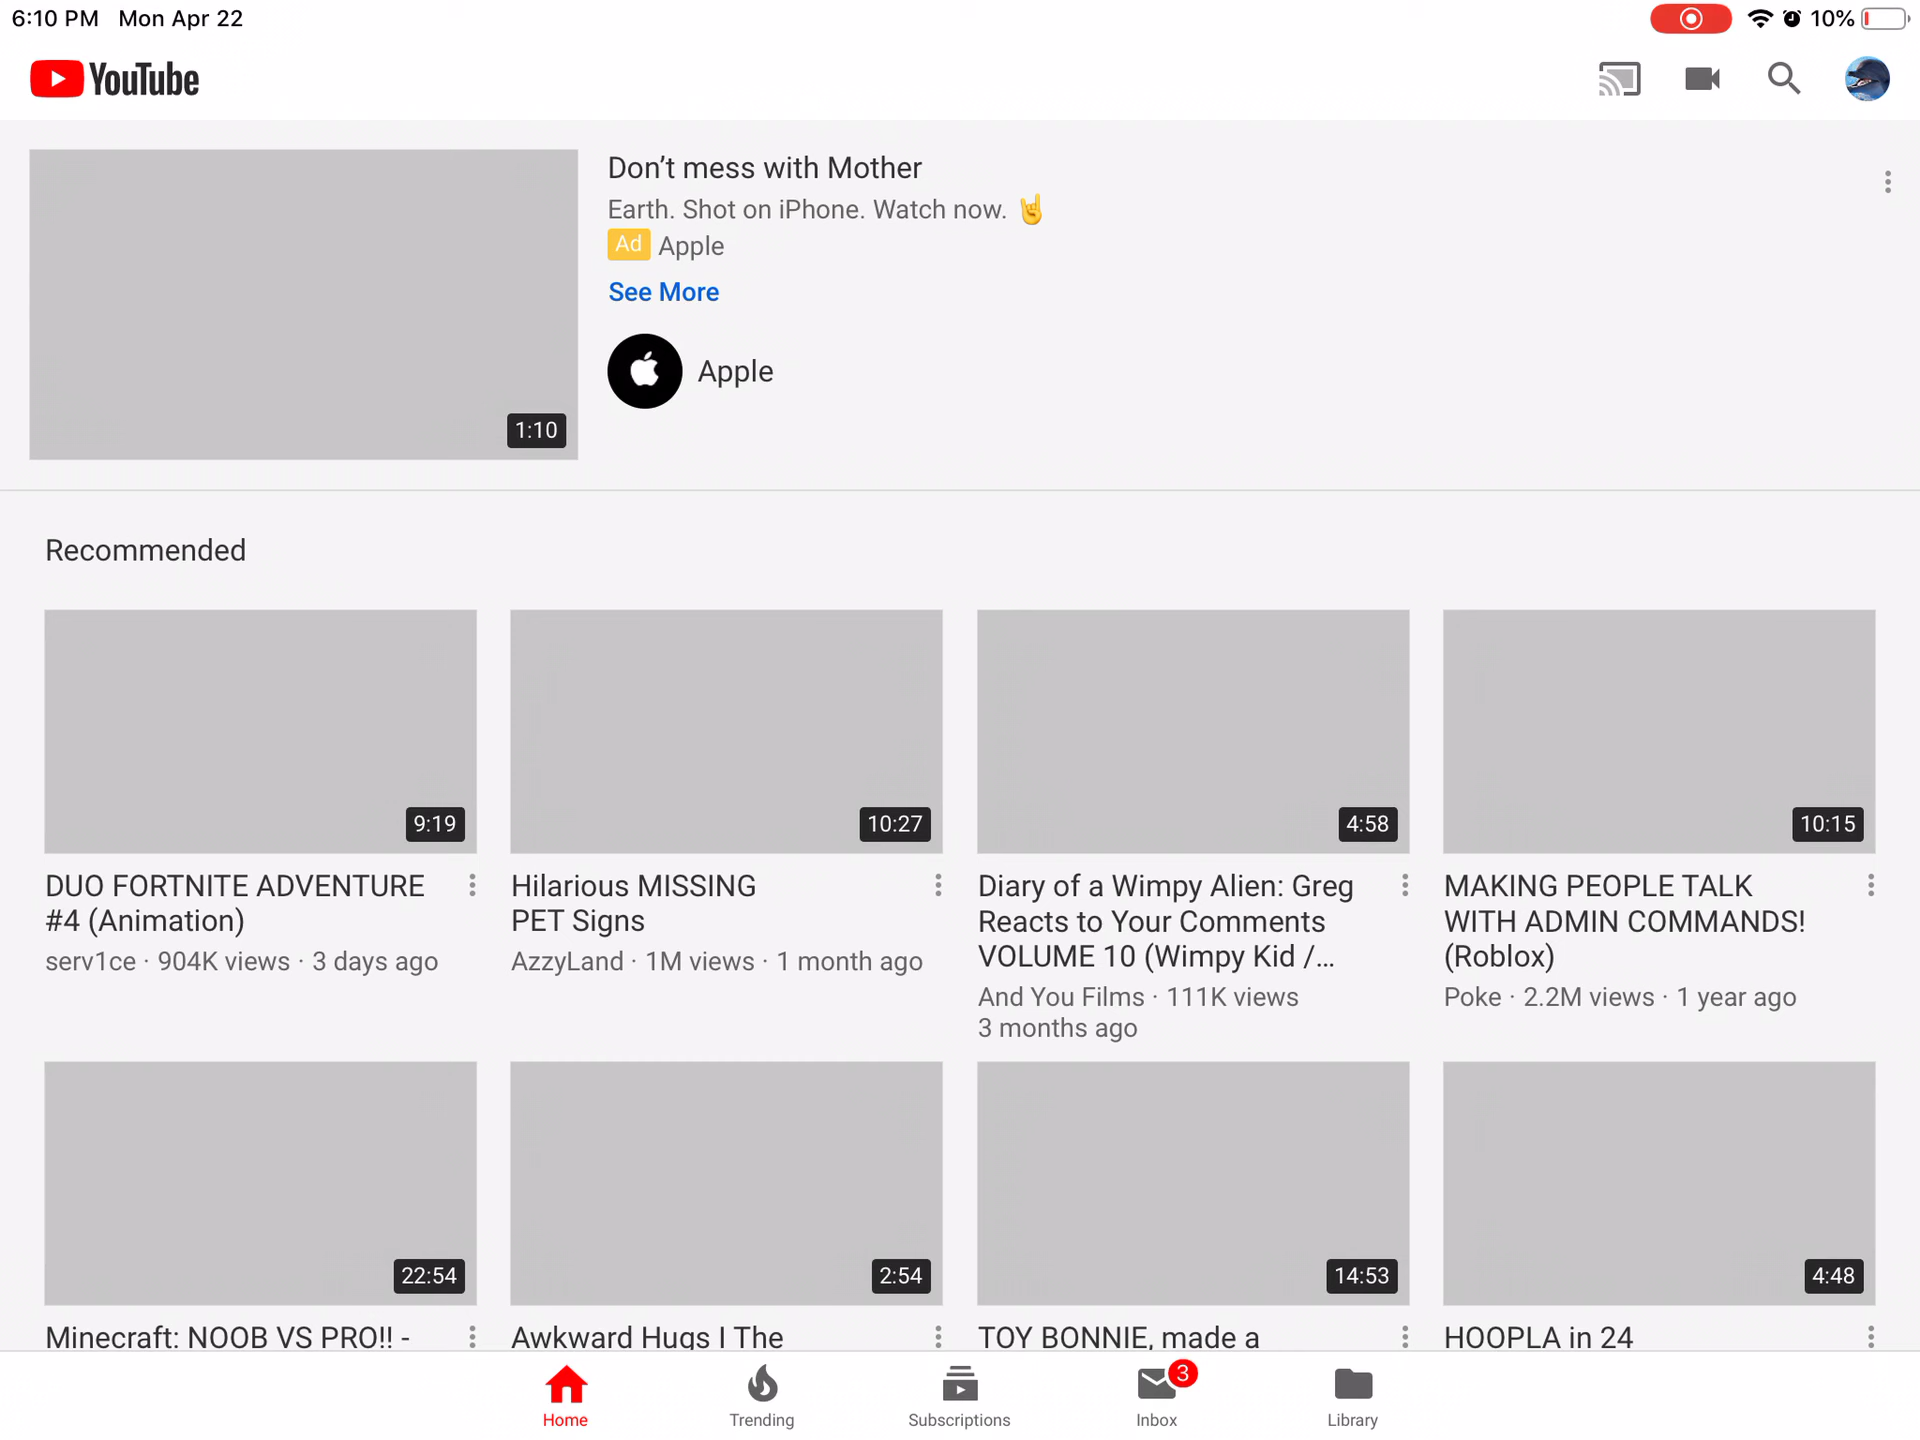 6:10 PM Mon Apr 22
10%
YouTube
Don't mess with Mother
Earth. Shot on iPhone. Watch now. 🤘
Ad Apple
See More
Apple
1:10
Recommended
9:19
10:27
4:58
10:15
DUO FORTNITE ADVENTURE
#4 (Animation)
serv1ce · 904K views · 3 days ago
Hilarious MISSING
PET Signs
AzzyLand · 1M views · 1 month ago
Diary of a Wimpy Alien: Greg
Reacts to Your Comments
VOLUME 10 (Wimpy Kid /...
And You Films · 111K views
3 months ago
MAKING PEOPLE TALK
WITH ADMIN COMMANDS!
(Roblox)
Poke · 2.2M views · 1 year ago
22:54
2:54
14:53
4:48
Minecraft: NOOB VS PRO!! -
Awkward Hugs I The
TOY BONNIE, made a
HOOPLA in 24
Home
Trending
Subscriptions
3
Inbox
Library